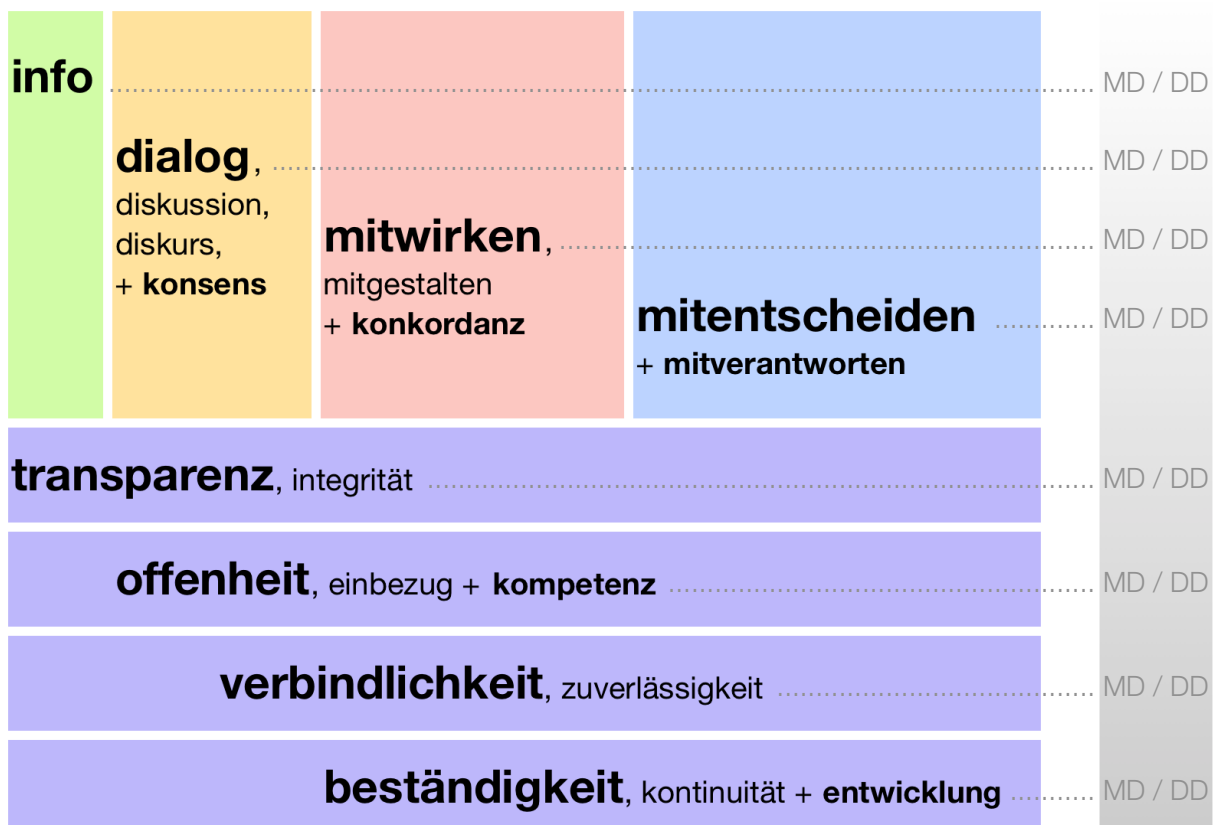 info MD / DD
dialog, MD / DD
diskussion,
diskurs,
+ konsens
mitwirken, MD / DD
mitgestalten
+ konkordanz
mitentscheiden MD / DD
+ mitverantworten
transparenz, integrität MD / DD
offenheit, einbezug + kompetenz MD / DD
verbindlichkeit, zuverlässigkeit MD / DD
beständigkeit, kontinuität + entwicklung MD / DD